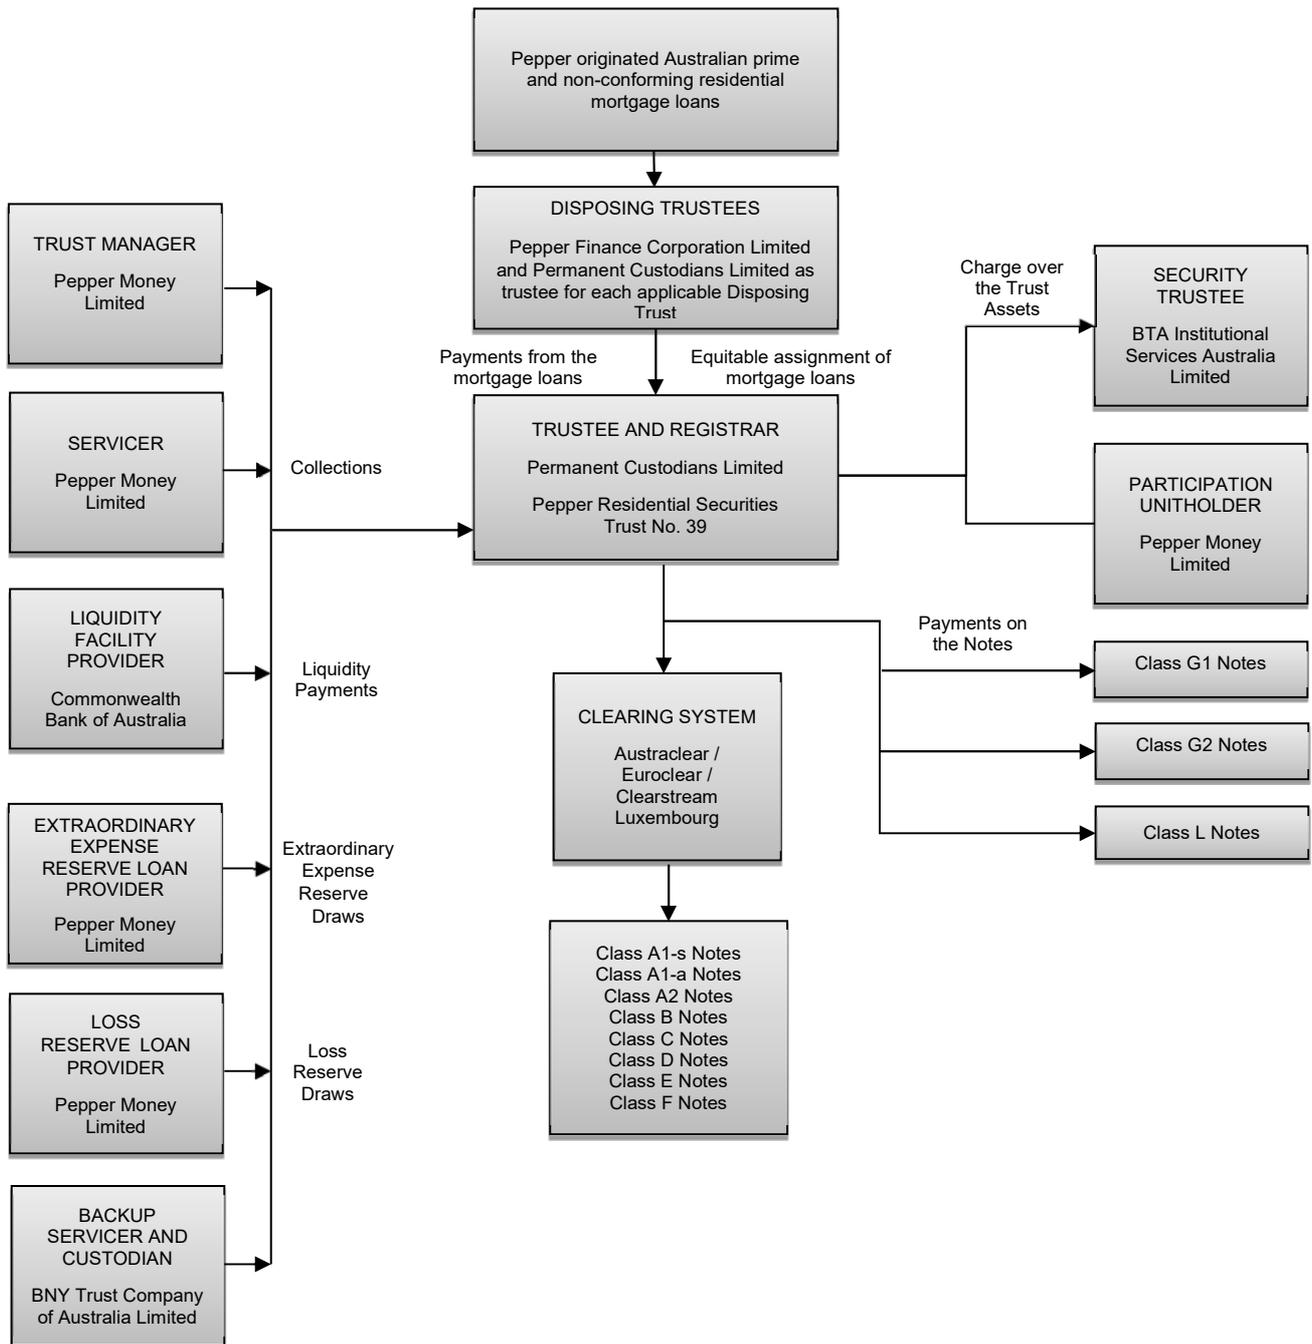 Pepper originated Australian prime
and non-conforming residential
mortgage loans
DISPOSING TRUSTEES
Pepper Finance Corporation Limited
and Permanent Custodians Limited as
trustee for each applicable Disposing
Trust
Payments from the
mortgage loans
Equitable assignment of
mortgage loans
TRUST MANAGER
Pepper Money
Limited
SERVICER
Pepper Money
Limited
Collections
LIQUIDITY
FACILITY
PROVIDER
Commonwealth
Bank of Australia
Liquidity
Payments
EXTRAORDINARY
EXPENSE
RESERVE LOAN
PROVIDER
Pepper Money
Limited
Extraordinary
Expense
Reserve
Draws
LOSS
RESERVE LOAN
PROVIDER
Pepper Money
Limited
Loss
Reserve
Draws
BACKUP
SERVICER AND
CUSTODIAN
BNY Trust Company
of Australia Limited
TRUSTEE AND REGISTRAR
Permanent Custodians Limited
Pepper Residential Securities
Trust No. 39
Charge over
the Trust
Assets
SECURITY
TRUSTEE
BTA Institutional
Services Australia
Limited
PARTICIPATION
UNITHOLDER
Pepper Money
Limited
Payments on
the Notes
Class G1 Notes
Class G2 Notes
Class L Notes
CLEARING SYSTEM
Austraclear /
Euroclear /
Clearstream
Luxembourg
Class A1-s Notes
Class A1-a Notes
Class A2 Notes
Class B Notes
Class C Notes
Class D Notes
Class E Notes
Class F Notes